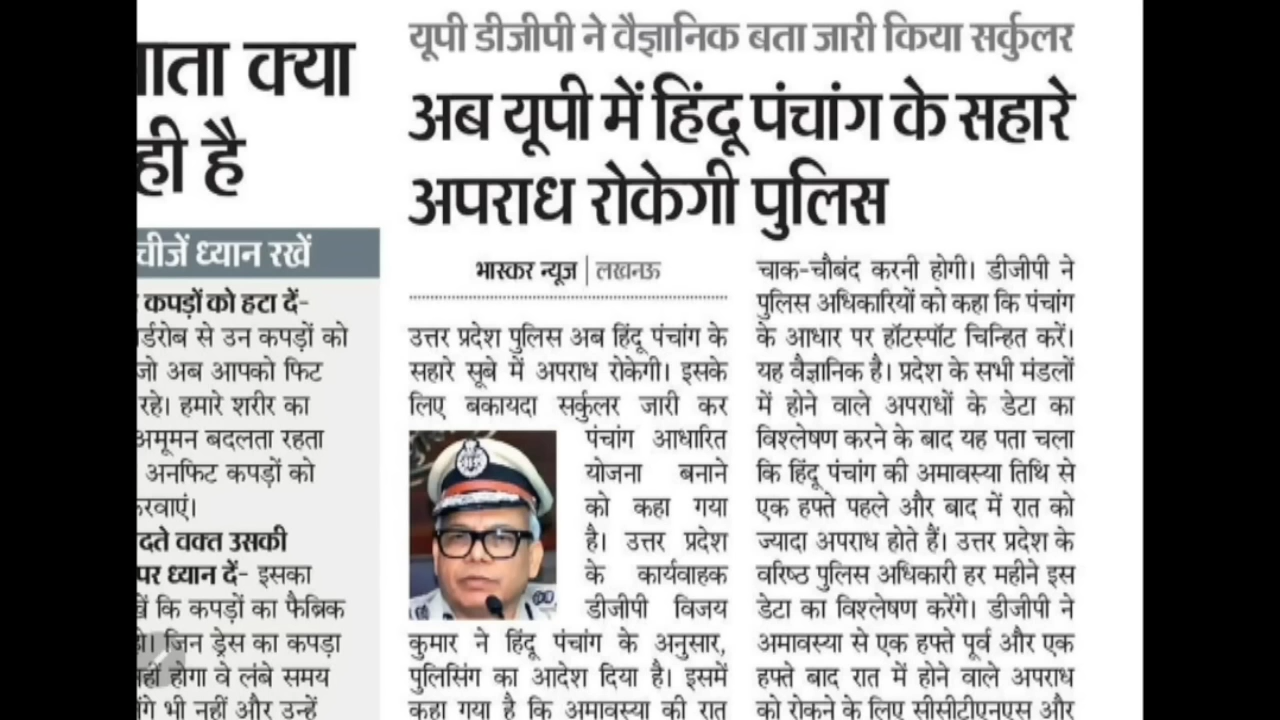 ाता क्या
ही है
चीजें ध्यान रखें
कपड़ों को हटा दें-
र्डरोब से उन कपड़ों को
जो अब आपको फिट
रहे। हमारे शरीर का
अमूमन बदलता रहता
अनफिट कपड़ों को
करवाएं।
दते वक्त उसकी
पर ध्यान दें- इसका
खें कि कपड़ों का फैब्रिक
हो। जिन ड्रेस का कपड़ा
नहीं होगा वे लंबे समय
गे भी नहीं और उन्हें
यूपी डीजीपी ने वैज्ञानिक बता जारी किया सर्कुलर
अब यूपी में हिंदू पंचांग के सहारे
अपराध रोकेगी पुलिस
भास्कर न्यूज | लखनऊ
उत्तर प्रदेश पुलिस अब हिंदू पंचांग के
सहारे सूबे में अपराध रोकेगी। इसके
लिए बकायदा सर्कुलर जारी कर
पंचांग आधारित
योजना बनाने
को कहा गया
है। उत्तर प्रदेश
के कार्यवाहक
डीजीपी विजय
कुमार ने हिंदू पंचांग के अनुसार,
पुलिसिंग का आदेश दिया है। इसमें
कहा गया है कि अमावस्या की रात
चाक-चौबंद करनी होगी। डीजीपी ने
पुलिस अधिकारियों को कहा कि पंचांग
के आधार पर हॉटस्पॉट चिन्हित करें।
यह वैज्ञानिक है। प्रदेश के सभी मंडलों
में होने वाले अपराधों के डेटा का
विश्लेषण करने के बाद यह पता चला
कि हिंदू पंचांग की अमावस्या तिथि से
एक हफ्ते पहले और बाद में रात को
ज्यादा अपराध होते हैं। उत्तर प्रदेश के
वरिष्ठ पुलिस अधिकारी हर महीने इस
डेटा का विश्लेषण करेंगे। डीजीपी ने
अमावस्या से एक हफ्ते पूर्व और एक
हफ्ते बाद रात में होने वाले अपराध
को रोकने के लिए सीसीटीएनएस और